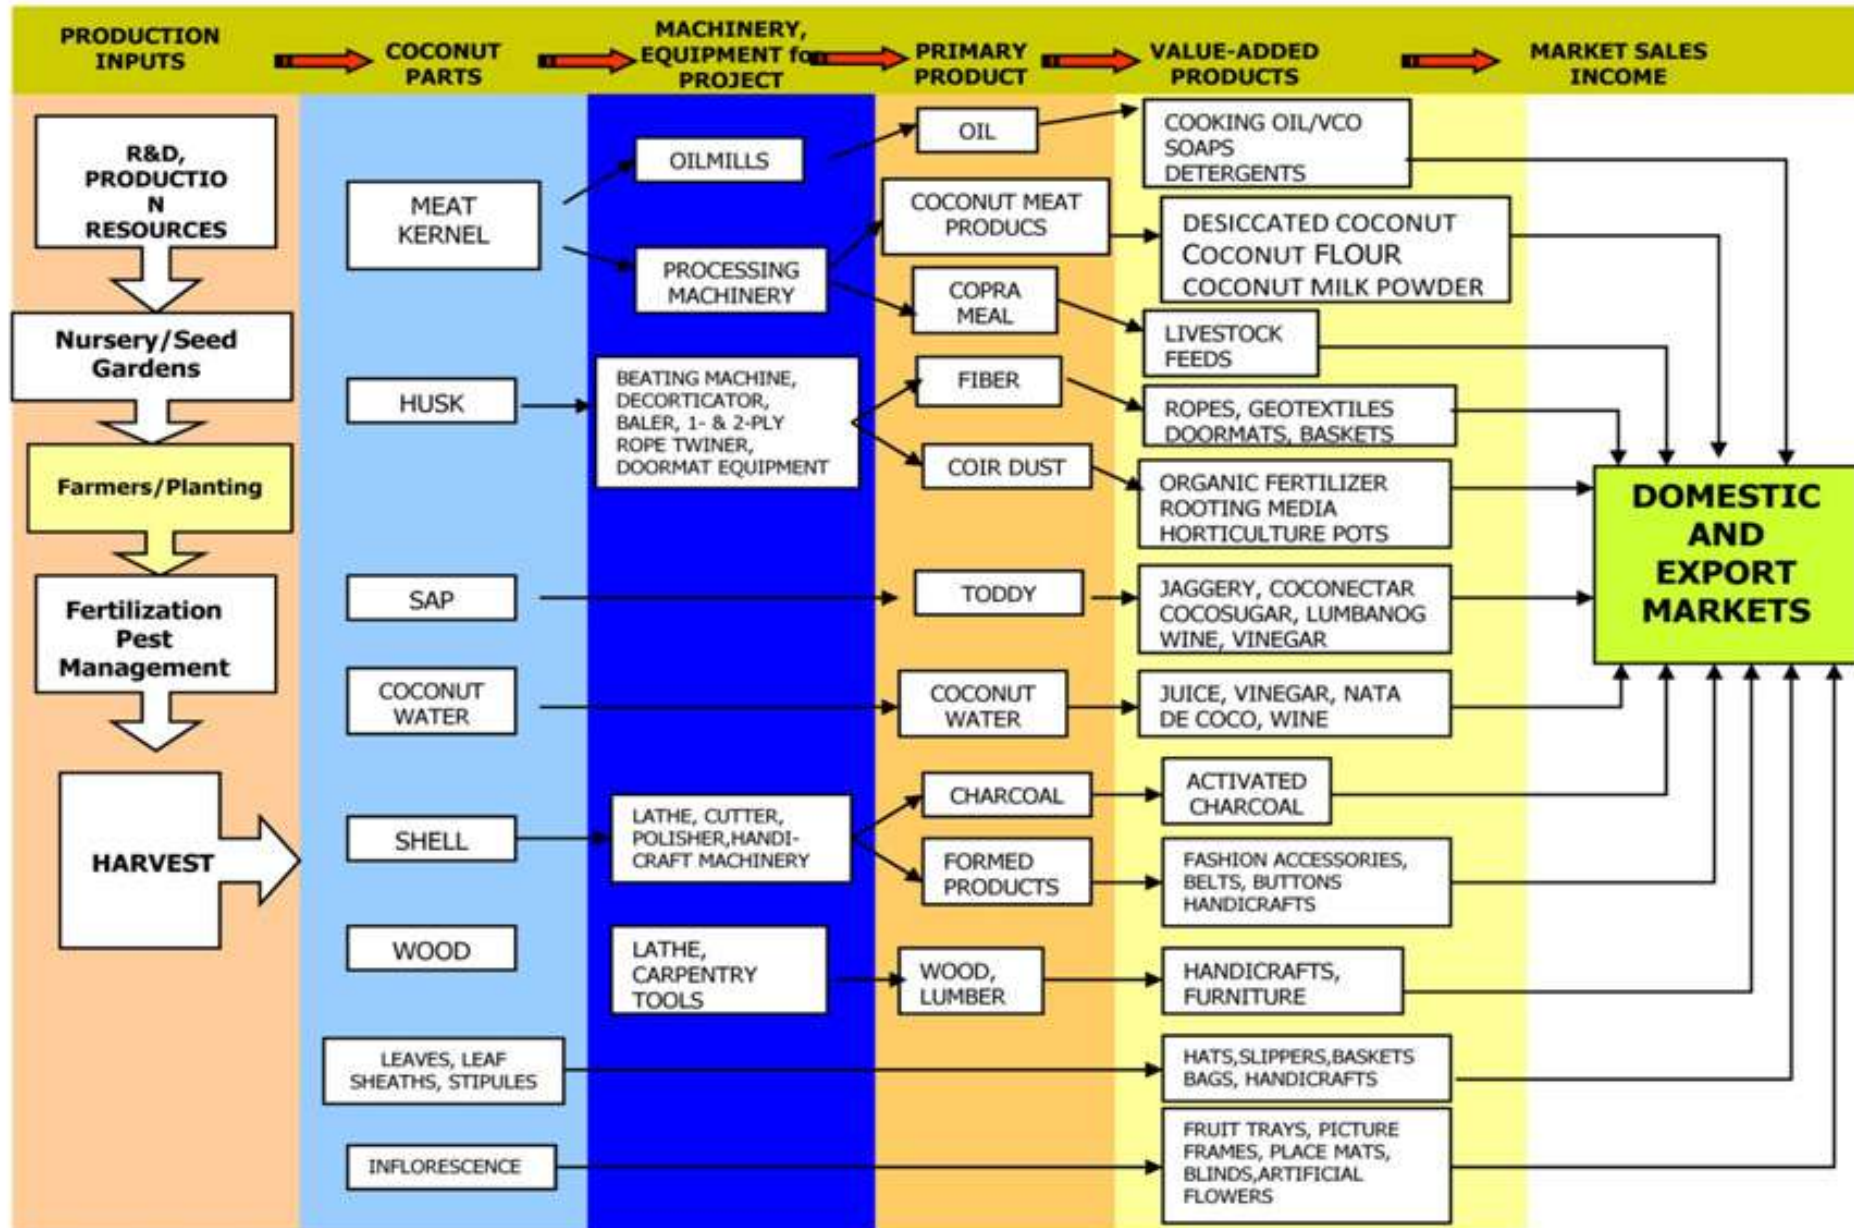 PRODUCTION
INPUTS
COCONUT
PARTS
MACHINERY,
EQUIPMENT for
PROJECT
PRIMARY
PRODUCT
VALUE-ADDED
PRODUCTS
MARKET SALES
INCOME
R&D,
PRODUCTIO
N
RESOURCES
Nursery/Seed
Gardens
Farmers/Planting
Fertilization
Pest
Management
HARVEST
MEAT
KERNEL
HUSK
SAP
COCONUT
WATER
SHELL
WOOD
LEAVES, LEAF
SHEATHS, STIPULES
INFLORESCENCE
OILMILLS
PROCESSING
MACHINERY
BEATING MACHINE,
DECORTICATOR,
BALER, 1- & 2-PLY
ROPE TWINER,
DOORMAT EQUIPMENT
LATHE, CUTTER,
POLISHER,HANDI-
CRAFT MACHINERY
LATHE,
CARPENTRY
TOOLS
OIL
COCONUT MEAT
PRODUCS
COPRA
MEAL
FIBER
COIR DUST
TODDY
COCONUT
WATER
CHARCOAL
FORMED
PRODUCTS
WOOD,
LUMBER
COOKING OIL/VCO
SOAPS
DETERGENTS
DESICCATED COCONUT
COCONUT FLOUR
COCONUT MILK POWDER
LIVESTOCK
FEEDS
ROPES, GEOTEXTILES
DOORMATS, BASKETS
ORGANIC FERTILIZER
ROOTING MEDIA
HORTICULTURE POTS
JAGGERY, COCONECTAR
COCOSUGAR, LUMBANOG
WINE, VINEGAR
JUICE, VINEGAR, NATA
DE COCO, WINE
ACTIVATED
CHARCOAL
FASHION ACCESSORIES,
BELTS, BUTTONS
HANDICRAFTS
HANDICRAFTS,
FURNITURE
HATS,SLIPPERS,BASKETS
BAGS, HANDICRAFTS
FRUIT TRAYS, PICTURE
FRAMES, PLACE MATS,
BLINDS,ARTIFICIAL
FLOWERS
DOMESTIC
AND
EXPORT
MARKETS